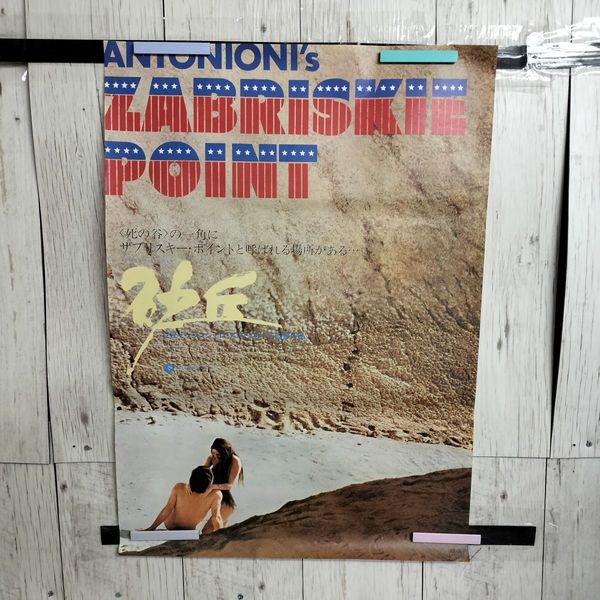 ANTONIONI's
ZABRISKIE
POINT
〈死の谷〉の一角に
ザブリスキー・ポイントと呼ばれる場所がある…
砂丘